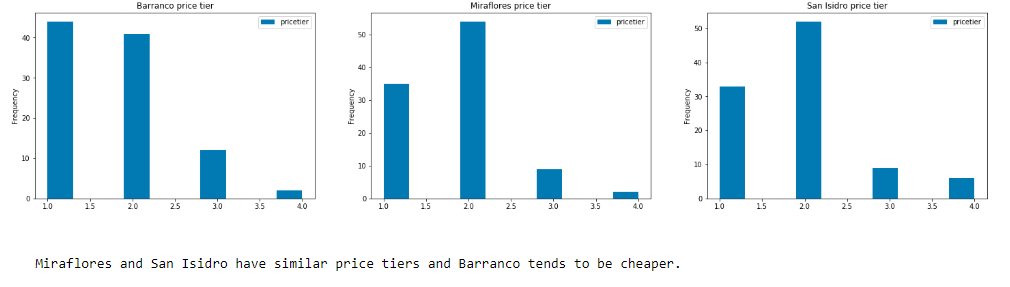 Barranco price tier
pricetier
Frequency
40
30
20
10
0
1.0 1.5 2.0 2.5 3.0 3.5 4.0
Miraflores price tier
pricetier
Frequency
50
40
30
20
10
0
1.0 1.5 2.0 2.5 3.0 3.5 4.0
San Isidro price tier
pricetier
Frequency
50
40
30
20
10
0
1.0 1.5 2.0 2.5 3.0 3.5 4.0
Miraflores and San Isidro have similar price tiers and Barranco tends to be cheaper.